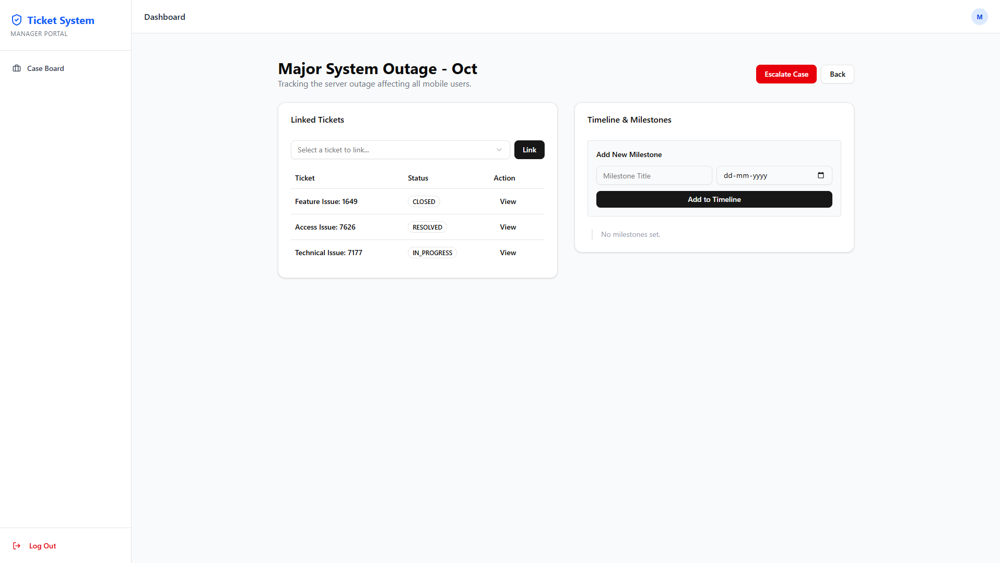 Ticket System
MANAGER PORTAL
Case Board
Log Out
Dashboard
M
Major System Outage - Oct
Tracking the server outage affecting all mobile users.
Escalate Case
Back
Linked Tickets
Select a ticket to link...
Link
Ticket Status Action
Feature Issue: 1649 CLOSED View
Access Issue: 7626 RESOLVED View
Technical Issue: 7177 IN_PROGRESS View
Timeline & Milestones
Add New Milestone
Milestone Title dd-mm-yyyy
Add to Timeline
No milestones set.